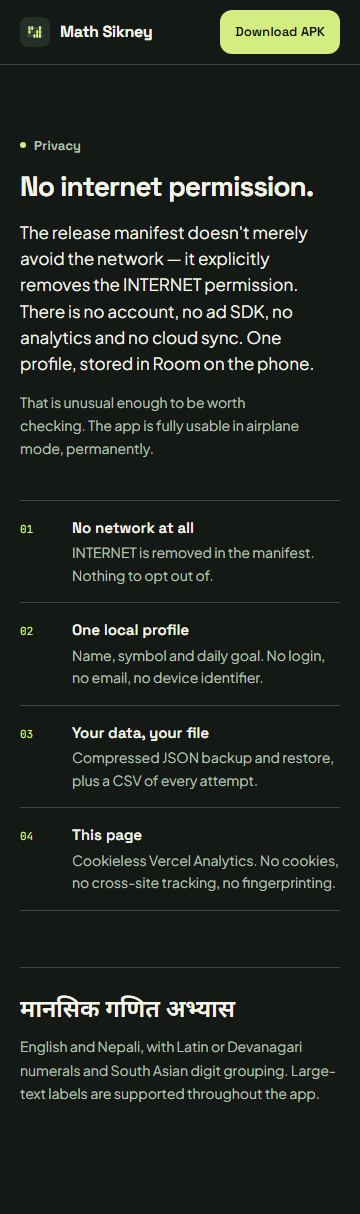 Math Sikney
Download APK
Privacy
No internet permission.
The release manifest doesn't merely
avoid the network — it explicitly
removes the INTERNET permission.
There is no account, no ad SDK, no
analytics and no cloud sync. One
profile, stored in Room on the phone.
That is unusual enough to be worth
checking. The app is fully usable in airplane
mode, permanently.
01
No network at all
INTERNET is removed in the manifest.
Nothing to opt out of.
02
One local profile
Name, symbol and daily goal. No login,
no email, no device identifier.
03
Your data, your file
Compressed JSON backup and restore,
plus a CSV of every attempt.
04
This page
Cookieless Vercel Analytics. No cookies,
no cross-site tracking, no fingerprinting.
मानसिक गणित अभ्यास
English and Nepali, with Latin or Devanagari
numerals and South Asian digit grouping. Large-
text labels are supported throughout the app.